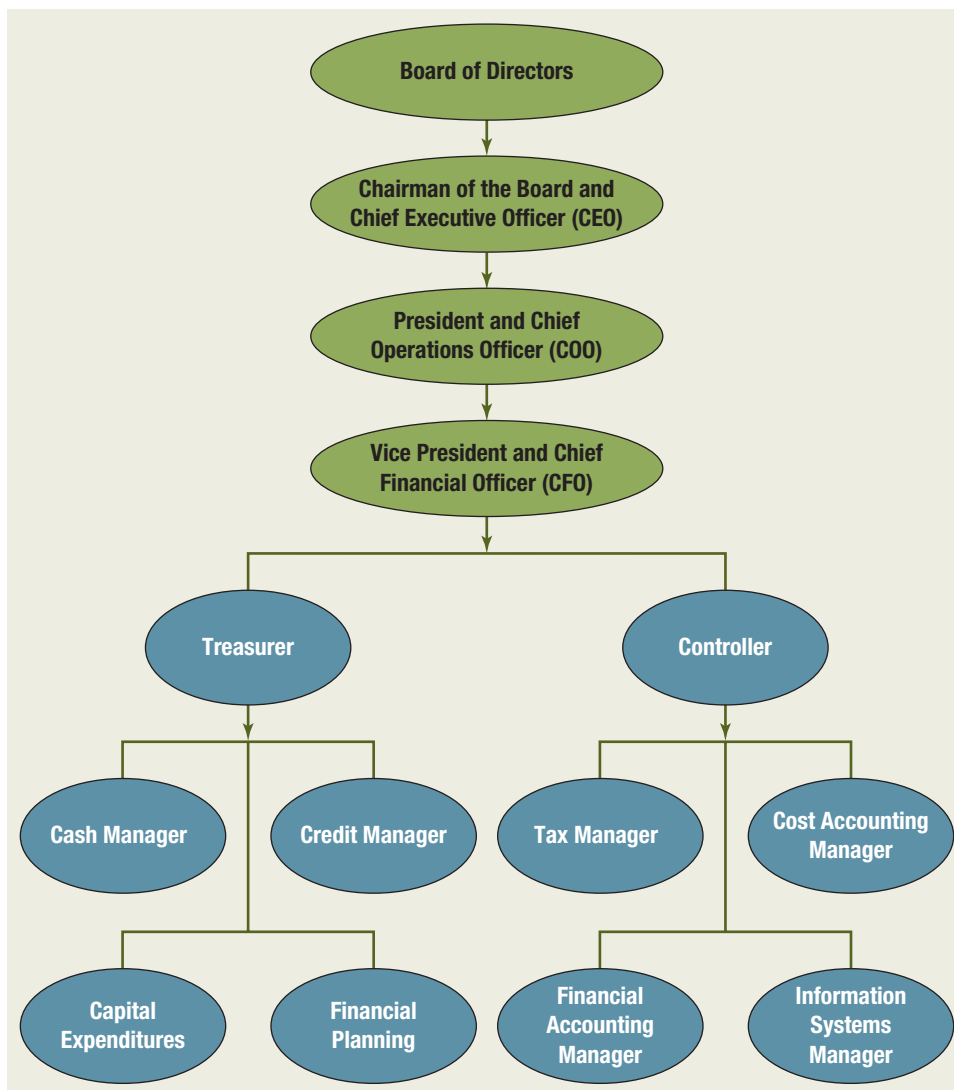 Board of Directors
Chairman of the Board and
Chief Executive Officer (CEO)
President and Chief
Operations Officer (COO)
Vice President and Chief
Financial Officer (CFO)
Treasurer
Controller
Cash Manager
Credit Manager
Tax Manager
Cost Accounting
Manager
Capital
Expenditures
Financial
Planning
Financial
Accounting
Manager
Information
Systems
Manager